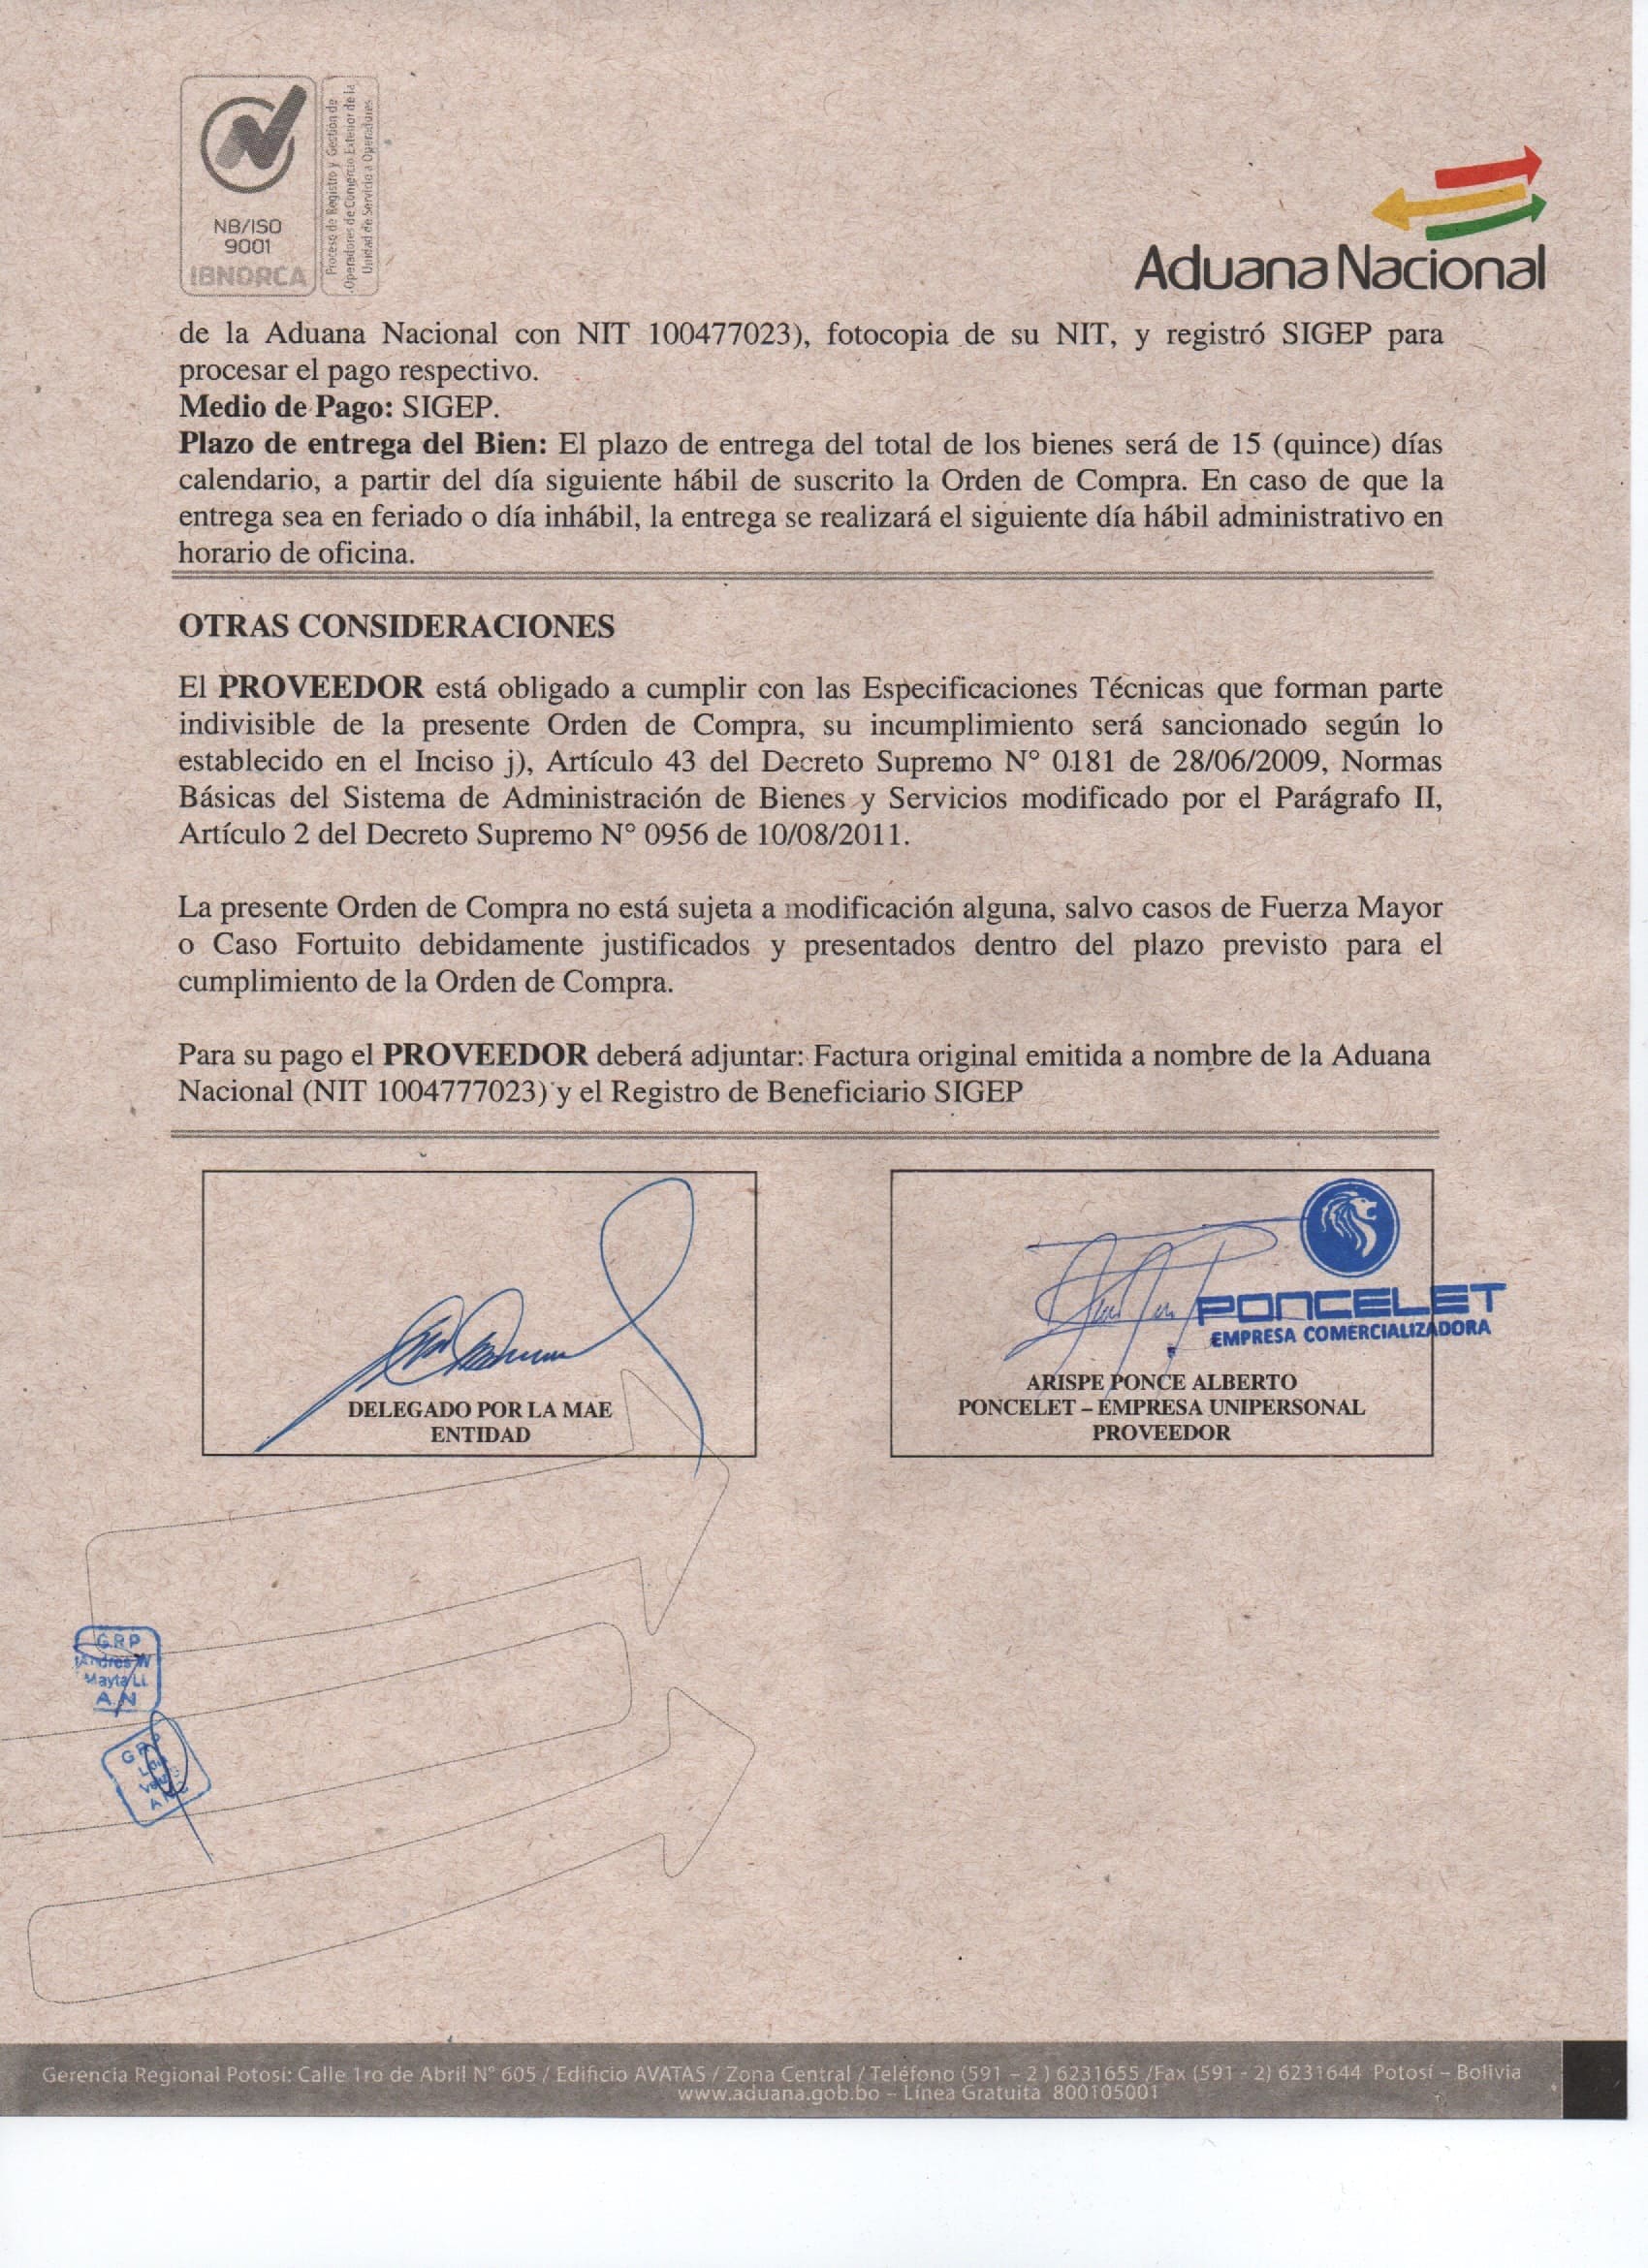 NB/ISO
9001
IBNORCA
Proceso de Registro y Gestión de
Operadores de Comercio Exterior de la
Unidad de Servicio a Operadores
Aduana Nacional
de la Aduana Nacional con NIT 100477023), fotocopia de su NIT, y registró SIGEP para
procesar el pago respectivo.
Medio de Pago: SIGEP.
Plazo de entrega del Bien: El plazo de entrega del total de los bienes será de 15 (quince) días
calendario, a partir del día siguiente hábil de suscrito la Orden de Compra. En caso de que la
entrega sea en feriado o día inhábil, la entrega se realizará el siguiente día hábil administrativo en
horario de oficina.
OTRAS CONSIDERACIONES
El PROVEEDOR está obligado a cumplir con las Especificaciones Técnicas que forman parte
indivisible de la presente Orden de Compra, su incumplimiento será sancionado según lo
establecido en el Inciso j), Artículo 43 del Decreto Supremo N° 0181 de 28/06/2009, Normas
Básicas del Sistema de Administración de Bienes y Servicios modificado por el Parágrafo II,
Artículo 2 del Decreto Supremo N° 0956 de 10/08/2011.
La presente Orden de Compra no está sujeta a modificación alguna, salvo casos de Fuerza Mayor
o Caso Fortuito debidamente justificados y presentados dentro del plazo previsto para el
cumplimiento de la Orden de Compra.
Para su pago el PROVEEDOR deberá adjuntar: Factura original emitida a nombre de la Aduana
Nacional (NIT 1004777023) y el Registro de Beneficiario SIGEP
DELEGADO POR LA MAE
ENTIDAD
PONCELET
EMPRESA COMERCIALIZADORA
ARISPE PONCE ALBERTO
PONCELET – EMPRESA UNIPERSONAL
PROVEEDOR
G.R.P
Andres W
Mayta Ll.
A.N
GRP
Gerencia Regional Potosí: Calle 1ro de Abril N° 605 / Edificio AVATAS / Zona Central / Teléfono (591 – 2 ) 6231655 /Fax (591 - 2) 6231644 Potosí – Bolivia
www.aduana.gob.bo – Línea Gratuita 800105001